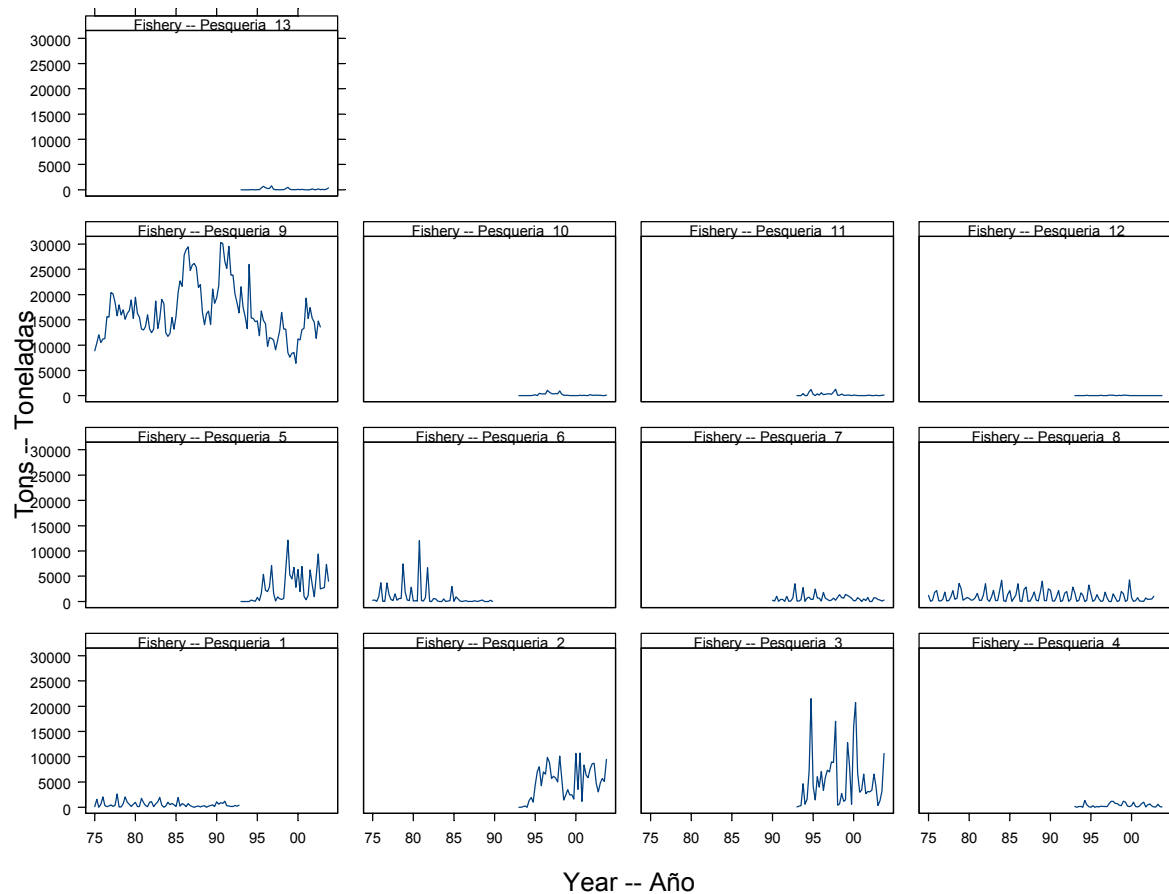 Fishery -- Pesqueria 13
30000
25000
20000
15000
10000
5000
0
Fishery -- Pesqueria 9
Fishery -- Pesqueria 10
Fishery -- Pesqueria 11
Fishery -- Pesqueria 12
30000
25000
20000
15000
10000
5000
0
Tons -- Toneladas
Fishery -- Pesqueria 5
Fishery -- Pesqueria 6
Fishery -- Pesqueria 7
Fishery -- Pesqueria 8
30000
25000
20000
15000
10000
5000
0
Fishery -- Pesqueria 1
Fishery -- Pesqueria 2
Fishery -- Pesqueria 3
Fishery -- Pesqueria 4
30000
25000
20000
15000
10000
5000
0
75 80 85 90 95 00
75 80 85 90 95 00
75 80 85 90 95 00
75 80 85 90 95 00
Year -- Año